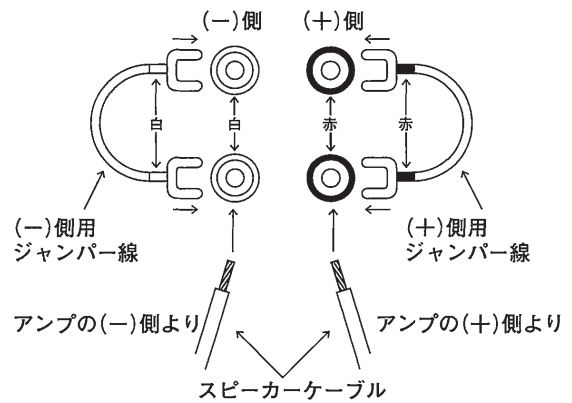 (−)側
(+)側
白
白
赤
赤
(−)側用
ジャンパー線
(+)側用
ジャンパー線
アンプの(−)側より
アンプの(+)側より
スピーカーケーブル